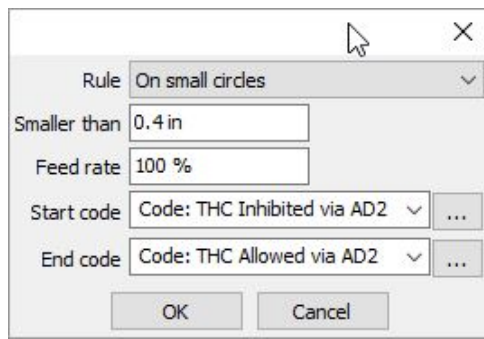 Rule On small circles
Smaller than 0.4 in
Feed rate 100 %
Start code Code: THC Inhibited via AD2 ...
End code Code: THC Allowed via AD2 ...
OK Cancel